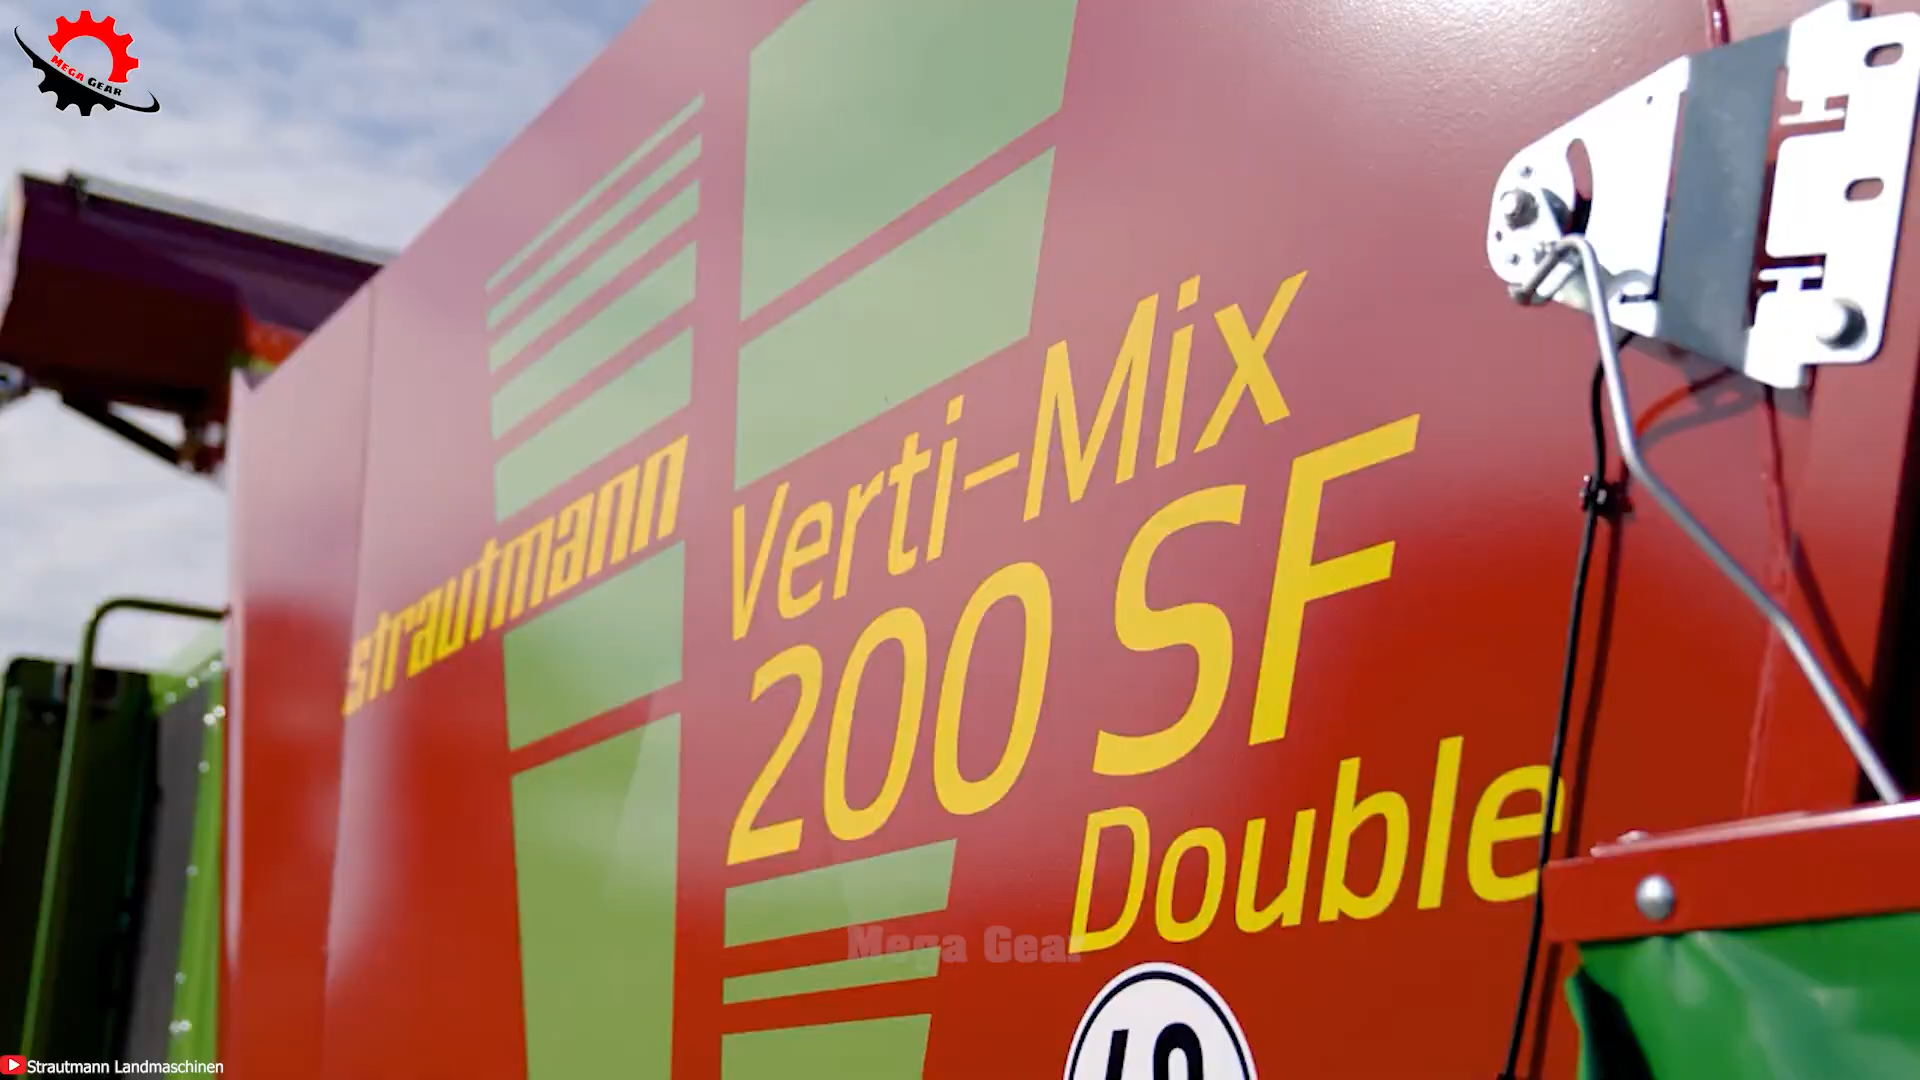 MEGA GEAR
strautmann
Verti-Mix
200 SF
Double
Mega Gear
Strautmann Landmaschinen